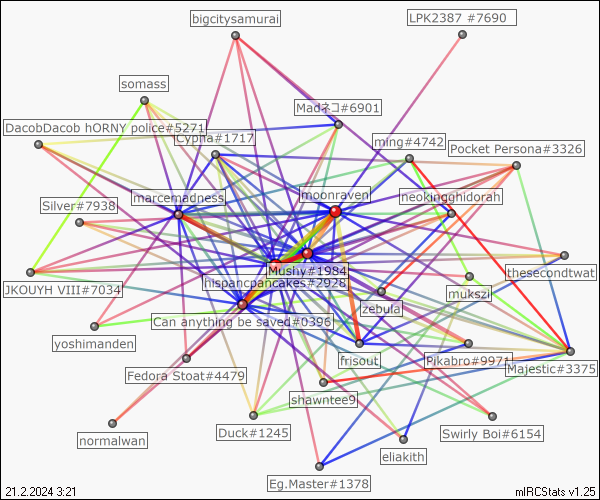 bigcitysamurai
LPK2387 #7690
somass
Madネコ#6901
DacobDacob hORNY police#5271
Cypha#1717
ming#4742
Pocket Persona#3326
marcemadness
moonraven
neokingghidorah
Silver#7938
Mushy#1984
thesecondtwat
JKOUYH VIII#7034
hispancpancakes#2928
mukszi
zebula
Can anything be saved#0396
yoshimanden
frisout
Pikabro#9971
Majestic#3375
Fedora Stoat#4479
shawntee9
normalwan
Duck#1245
Swirly Boi#6154
eliakith
Eg.Master#1378
21.2.2024 3:21
mIRCStats v1.25